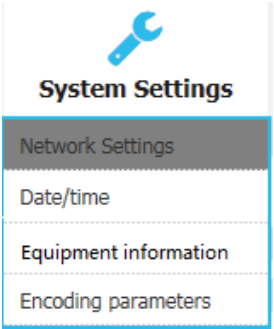 System Settings
Network Settings
Date/time
Equipment information
Encoding parameters